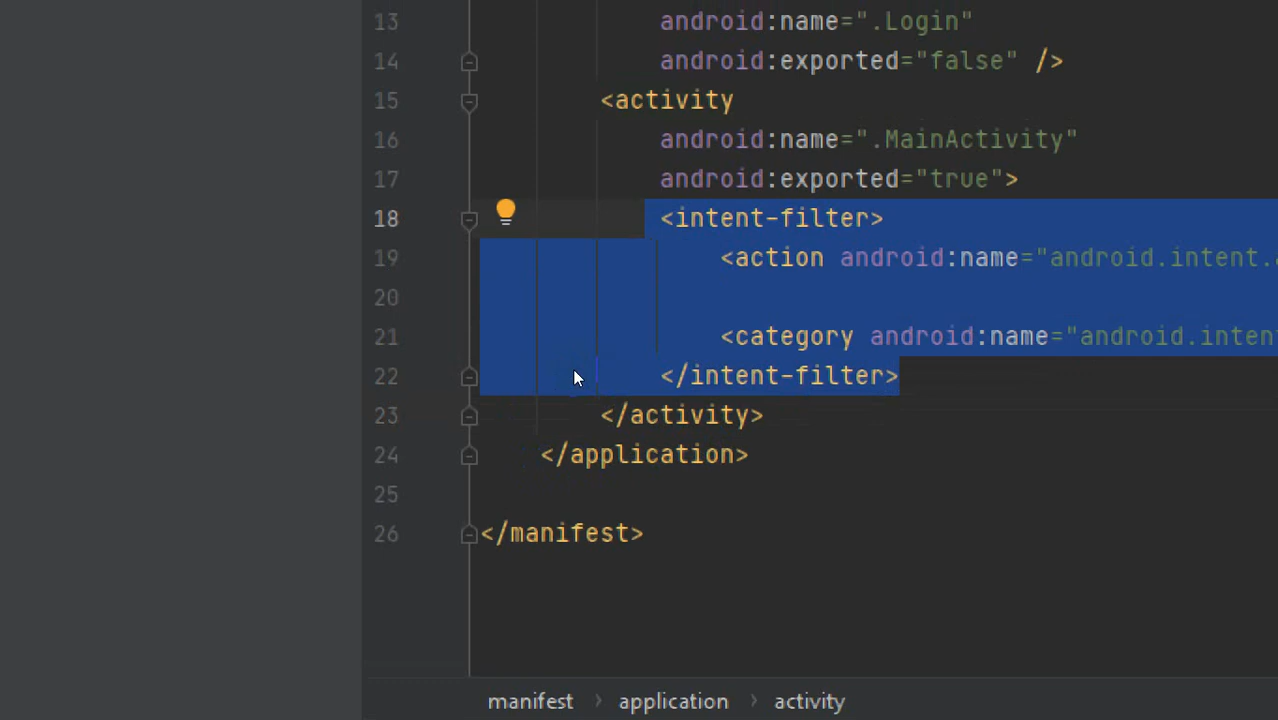 13 android:name=".Login"
14 android:exported="false" />
15 <activity
16 android:name=".MainActivity"
17 android:exported="true">
18 <intent-filter>
19 <action android:name="android.intent.
20
21 <category android:name="android.inten
22 </intent-filter>
23 </activity>
24 </application>
25
26 </manifest>
manifest › application › activity